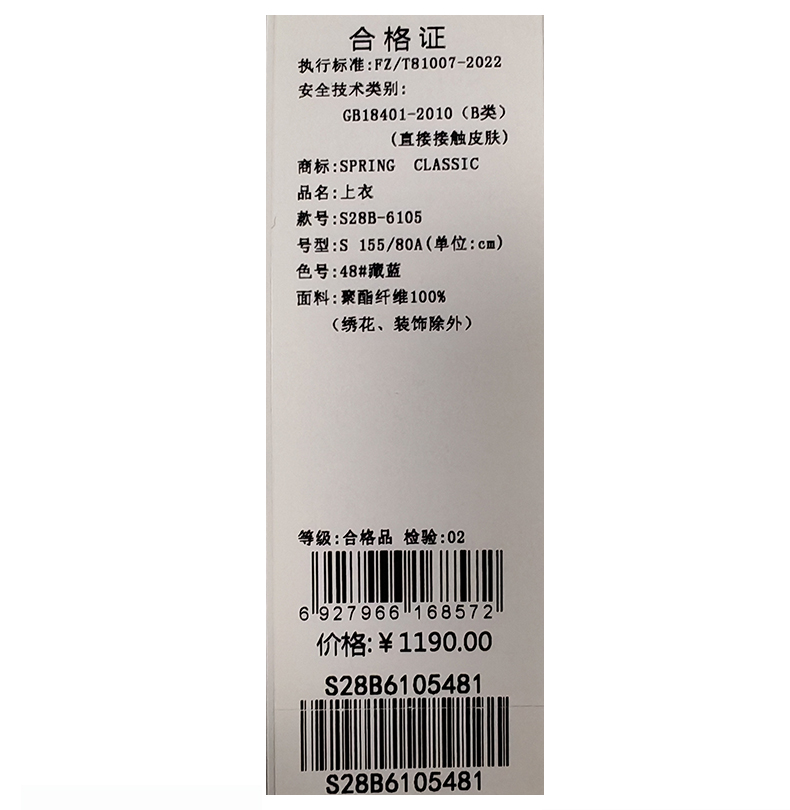 合格证
执行标准:FZ/T81007-2022
安全技术类别:
GB18401-2010（B类）
(直接接触皮肤)
商标:SPRING CLASSIC
品名:上衣
款号:S28B-6105
号型:S 155/80A(单位:cm)
色号:48#藏蓝
面料:聚酯纤维100%
（绣花、装饰除外）
等级:合格品 检验:02
6 927966 168572
价格:￥1190.00
S28B6105481
S28B6105481